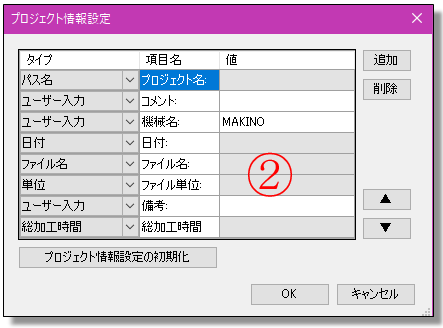 プロジェクト情報設定
タイプ 項目名 値
パス名 プロジェクト名:
ユーザー入力 コメント:
ユーザー入力 機械名: MAKINO
日付 日付:
ファイル名 ファイル名:
単位 ファイル単位:
ユーザー入力 備考:
総加工時間 総加工時間
②
追加
削除
▲
▼
プロジェクト情報設定の初期化
OK キャンセル